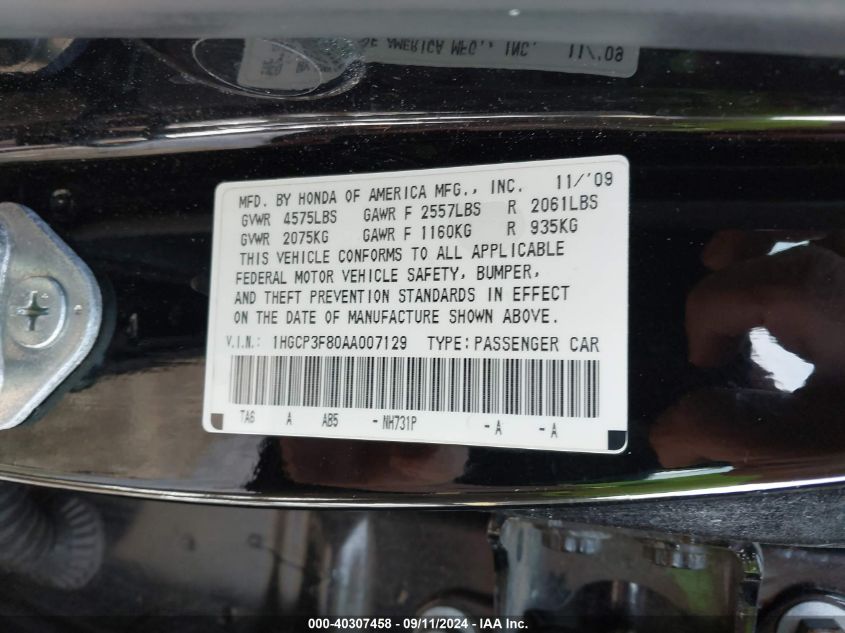 MFD. BY HONDA OF AMERICA MFG., INC. 11/'09
GVWR 4575LBS GAWR F 2557LBS R 2061LBS
GVWR 2075KG GAWR F 1160KG R 935KG
THIS VEHICLE CONFORMS TO ALL APPLICABLE
FEDERAL MOTOR VEHICLE SAFETY, BUMPER,
AND THEFT PREVENTION STANDARDS IN EFFECT
ON THE DATE OF MANUFACTURE SHOWN ABOVE.
V.I.N.: 1HGCP3F80AA007129 TYPE: PASSENGER CAR
TA6 A AB5 - NH731P - A - A
000-40307458 - 09/11/2024 - IAA Inc.